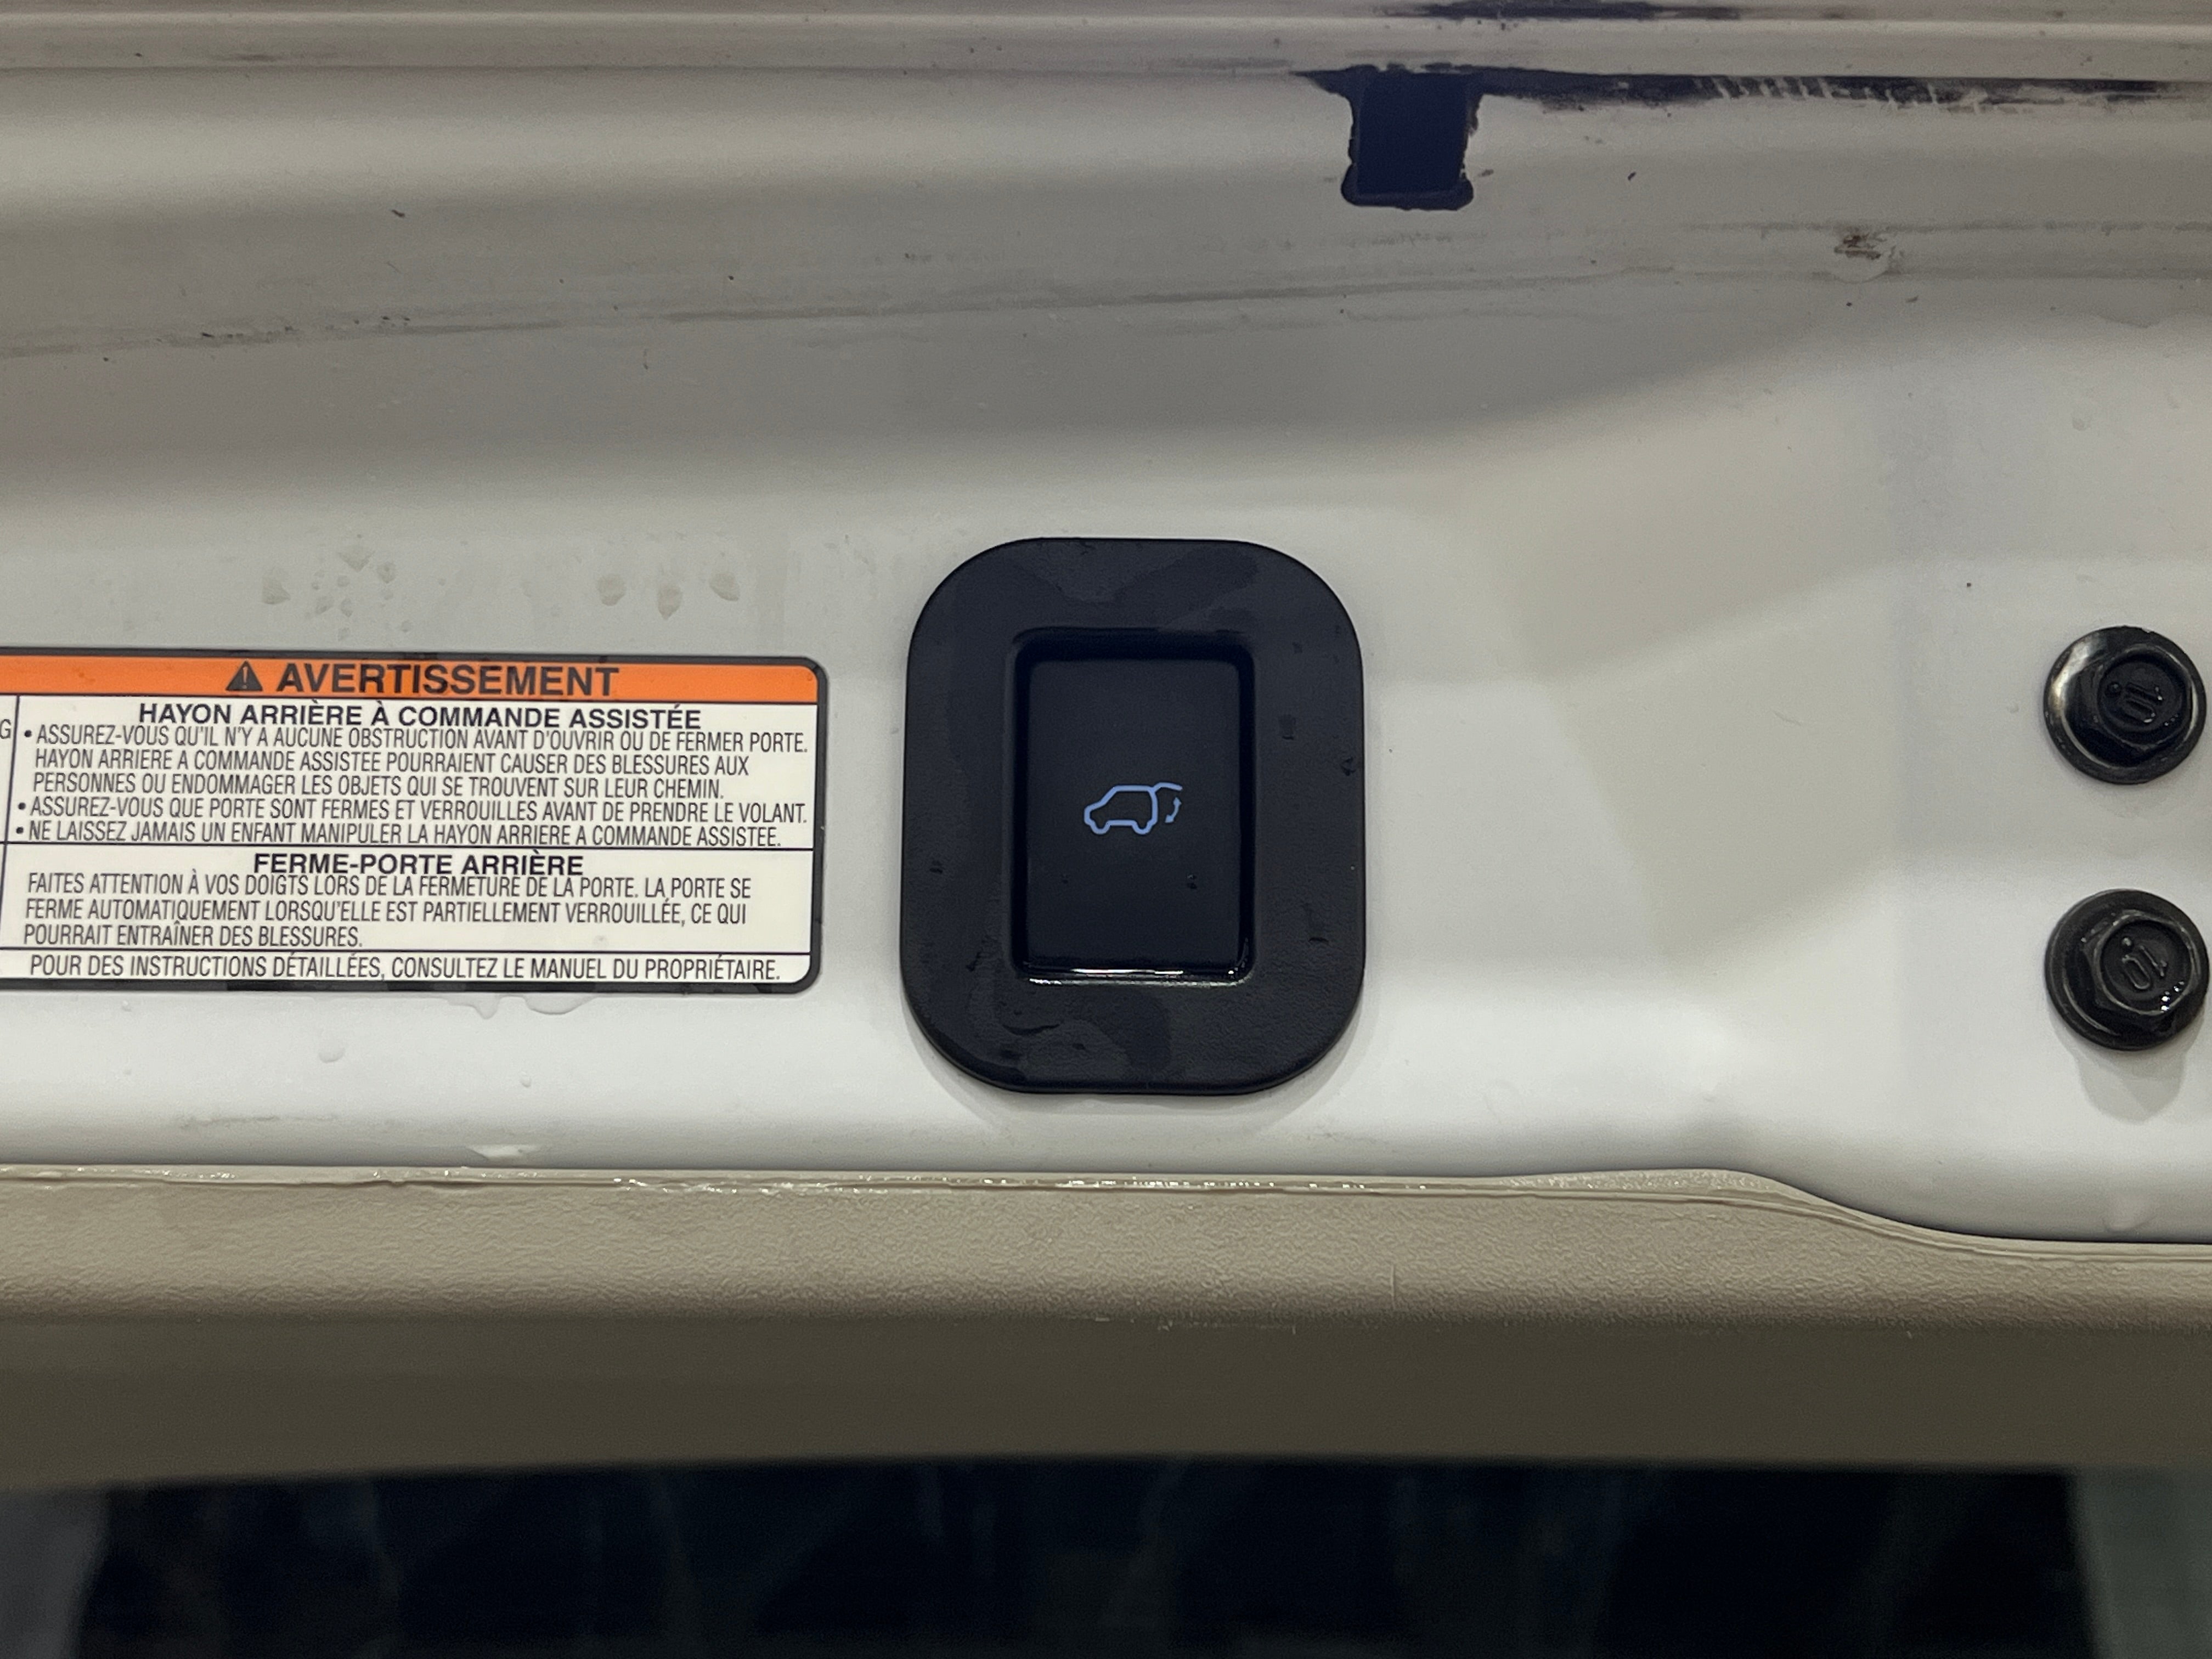 AVERTISSEMENT
HAYON ARRIÈRE À COMMANDE ASSISTÉE
G
• ASSUREZ-VOUS QU'IL N'Y A AUCUNE OBSTRUCTION AVANT D'OUVRIR OU DE FERMER PORTE.
HAYON ARRIERE A COMMANDE ASSISTEE POURRAIENT CAUSER DES BLESSURES AUX
PERSONNES OU ENDOMMAGER LES OBJETS QUI SE TROUVENT SUR LEUR CHEMIN.
• ASSUREZ-VOUS QUE PORTE SONT FERMES ET VERROUILLES AVANT DE PRENDRE LE VOLANT.
• NE LAISSEZ JAMAIS UN ENFANT MANIPULER LA HAYON ARRIERE A COMMANDE ASSISTEE.
FERME-PORTE ARRIÈRE
FAITES ATTENTION À VOS DOIGTS LORS DE LA FERMETURE DE LA PORTE. LA PORTE SE
FERME AUTOMATIQUEMENT LORSQU'ELLE EST PARTIELLEMENT VERROUILLÉE, CE QUI
POURRAIT ENTRAÎNER DES BLESSURES.
POUR DES INSTRUCTIONS DÉTAILLÉES, CONSULTEZ LE MANUEL DU PROPRIÉTAIRE.